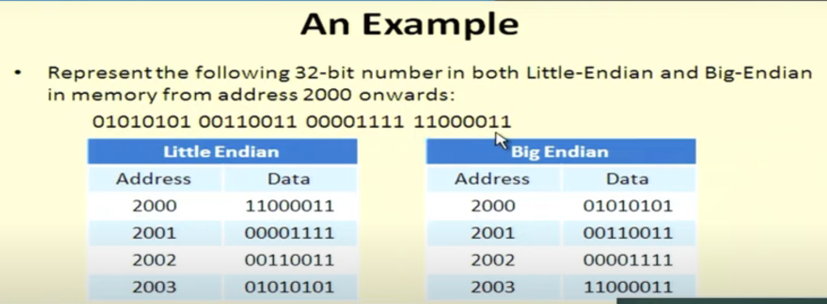 An Example
• Represent the following 32-bit number in both Little-Endian and Big-Endian
in memory from address 2000 onwards:
01010101 00110011 00001111 11000011
Little Endian
Address Data
2000 11000011
2001 00001111
2002 00110011
2003 01010101
Big Endian
Address Data
2000 01010101
2001 00110011
2002 00001111
2003 11000011